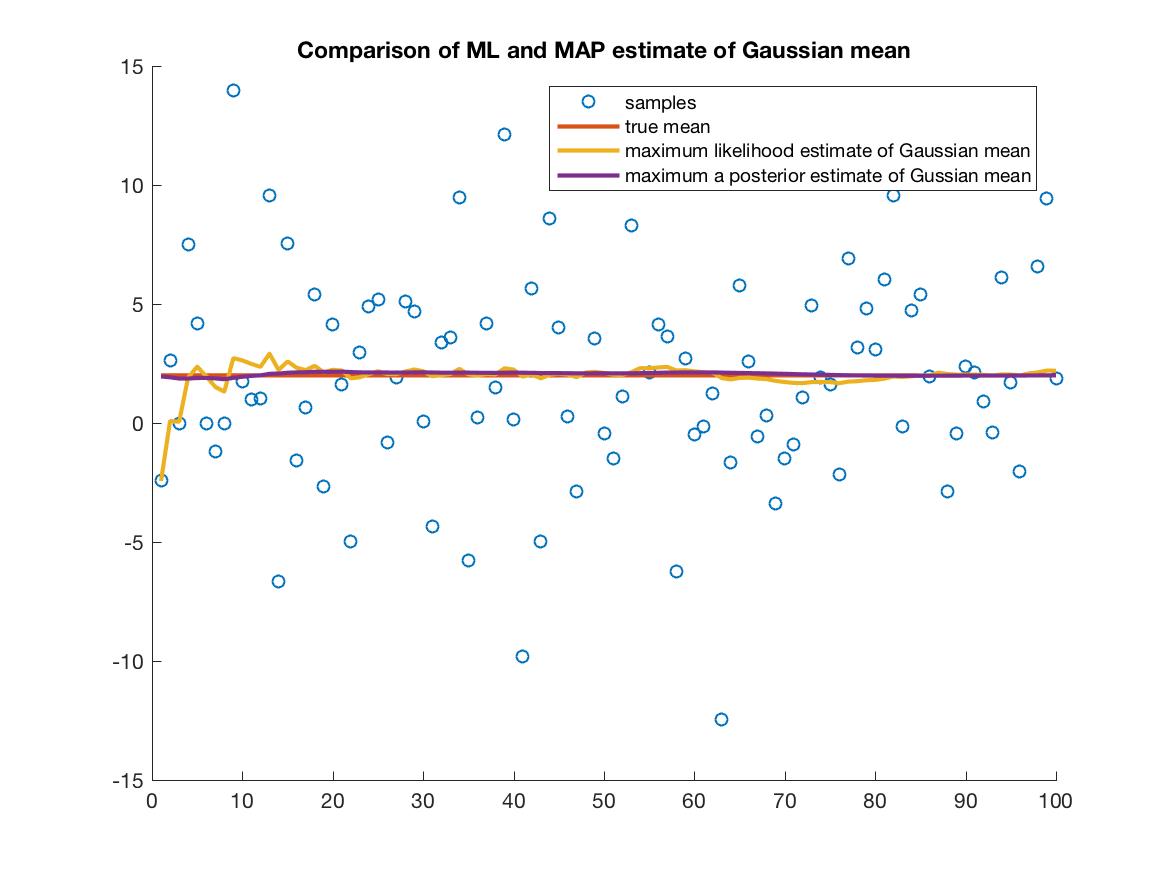 Comparison of ML and MAP estimate of Gaussian mean
15
samples
true mean
maximum likelihood estimate of Gaussian mean
maximum a posterior estimate of Gussian mean
10
5
0
-5
-10
-15
0 10 20 30 40 50 60 70 80 90 100